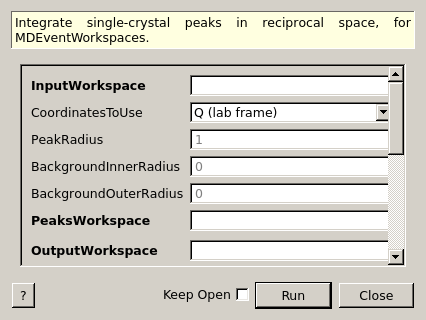 Integrate single-crystal peaks in reciprocal space, for
MDEventWorkspaces.
InputWorkspace
CoordinatesToUse Q (lab frame)
PeakRadius 1
BackgroundInnerRadius 0
BackgroundOuterRadius 0
PeaksWorkspace
OutputWorkspace
? Keep Open Run Close